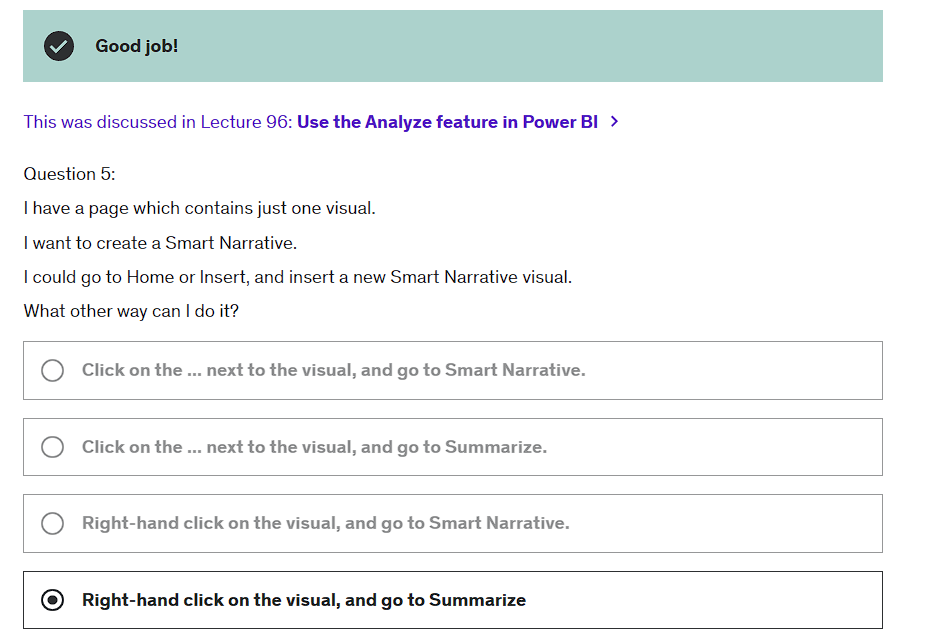 Good job!
This was discussed in Lecture 96: Use the Analyze feature in Power BI >
Question 5:
I have a page which contains just one visual.
I want to create a Smart Narrative.
I could go to Home or Insert, and insert a new Smart Narrative visual.
What other way can I do it?
Click on the ... next to the visual, and go to Smart Narrative.
Click on the ... next to the visual, and go to Summarize.
Right-hand click on the visual, and go to Smart Narrative.
Right-hand click on the visual, and go to Summarize